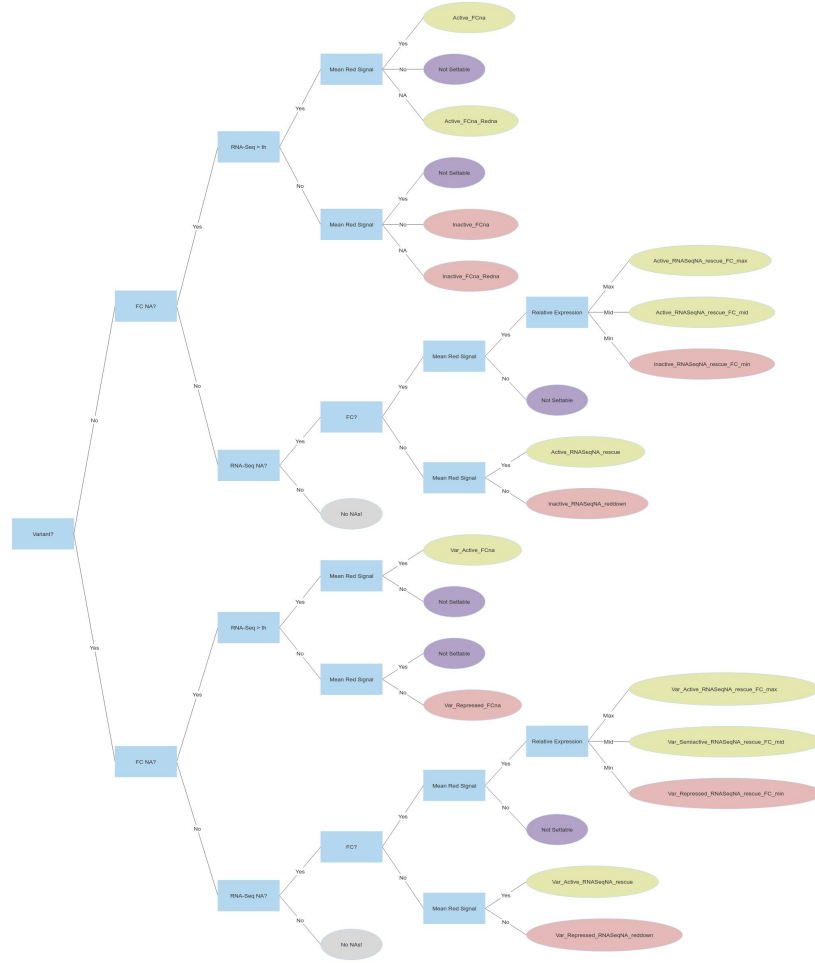 Active_FCna
Yes
Mean Red Signal
No
Not Settable
NA
Active_FCna_Redna
Yes
RNA-Seq > th
No
Not Settable
Yes
Mean Red Signal
No
Inactive_FCna
NA
Inactive_FCna_Redna
Yes
FC NA?
No
Active_RNASeqNA_rescue_FC_max
Max
Relative Expression
Mid
Active_RNASeqNA_rescue_FC_mid
Min
Inactive_RNASeqNA_rescue_FC_min
Yes
Mean Red Signal
No
Not Settable
Yes
FC?
No
Active_RNASeqNA_rescue
Yes
Mean Red Signal
No
Inactive_RNASeqNA_reddown
Yes
RNA-Seq NA?
No
No NAs!
No
Variant?
Yes
Var_Active_FCna
Yes
Mean Red Signal
No
Not Settable
Yes
RNA-Seq > th
No
Not Settable
Yes
Mean Red Signal
No
Var_Repressed_FCna
Yes
FC NA?
No
Var_Active_RNASeqNA_rescue_FC_max
Max
Relative Expression
Mid
Var_Semiactive_RNASeqNA_rescue_FC_mid
Min
Var_Repressed_RNASeqNA_rescue_FC_min
Yes
Mean Red Signal
No
Not Settable
Yes
FC?
No
Var_Active_RNASeqNA_rescue
Yes
Mean Red Signal
No
Var_Repressed_RNASeqNA_reddown
Yes
RNA-Seq NA?
No
No NAs!